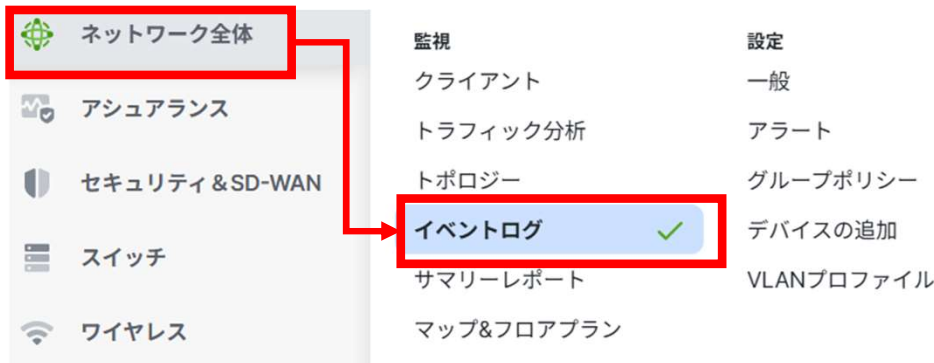 ネットワーク全体
アシュアランス
セキュリティ&SD-WAN
スイッチ
ワイヤレス
監視
クライアント
トラフィック分析
トポロジー
イベントログ
サマリーレポート
マップ&フロアプラン
設定
一般
アラート
グループポリシー
デバイスの追加
VLANプロファイル